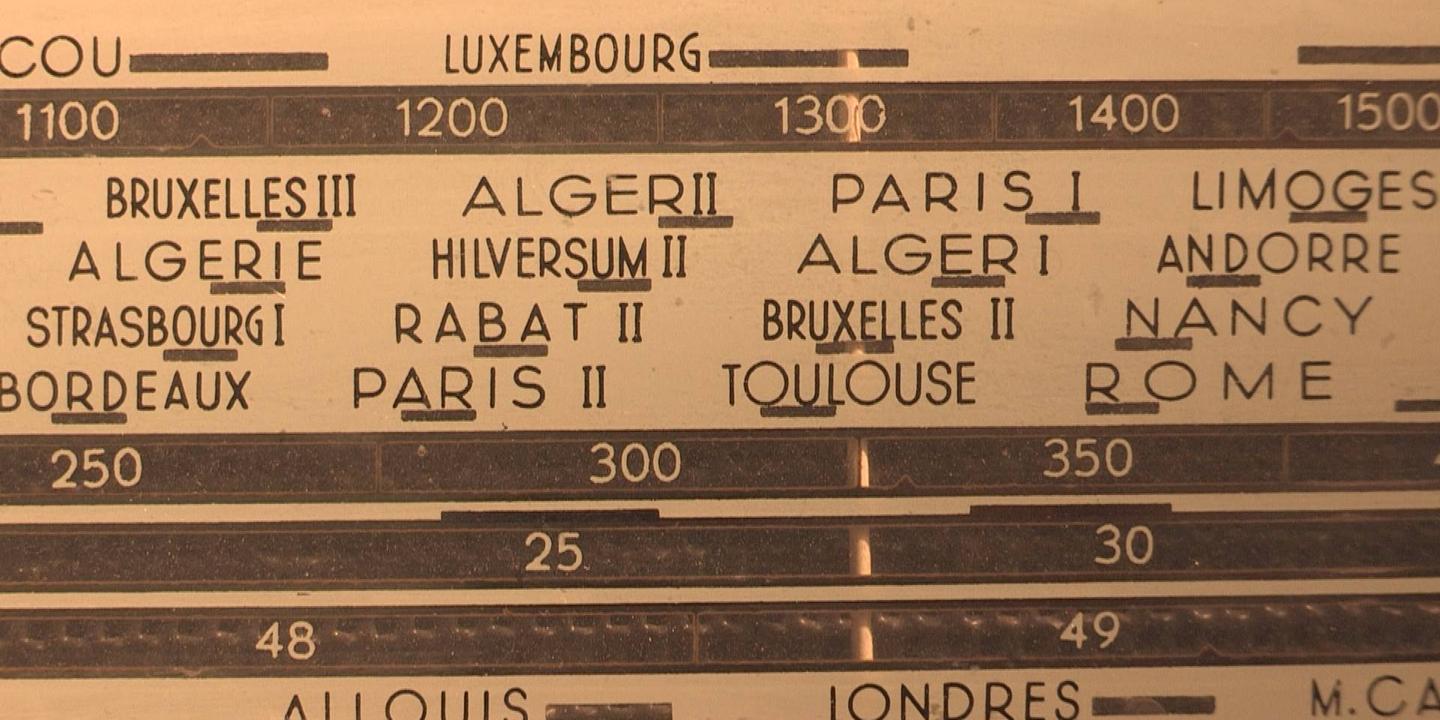 COU LUXEMBOURG
1100 1200 1300 1400 1500
BRUXELLES III ALGER II PARIS I LIMOGES
ALGERIE HILVERSUM II ALGER I ANDORRE
STRASBOURG I RABAT II BRUXELLES II NANCY
BORDEAUX PARIS II TOULOUSE ROME
250 300 350
25 30
48 49
ALLOUIS LONDRES M.CA